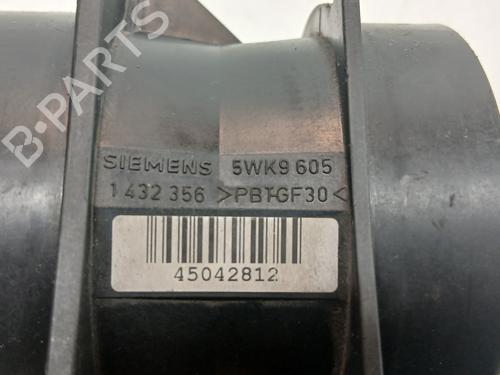 B-PARTS
SIEMENS 5WK9 605
1 432 356 >PBT-GF30<
45042812